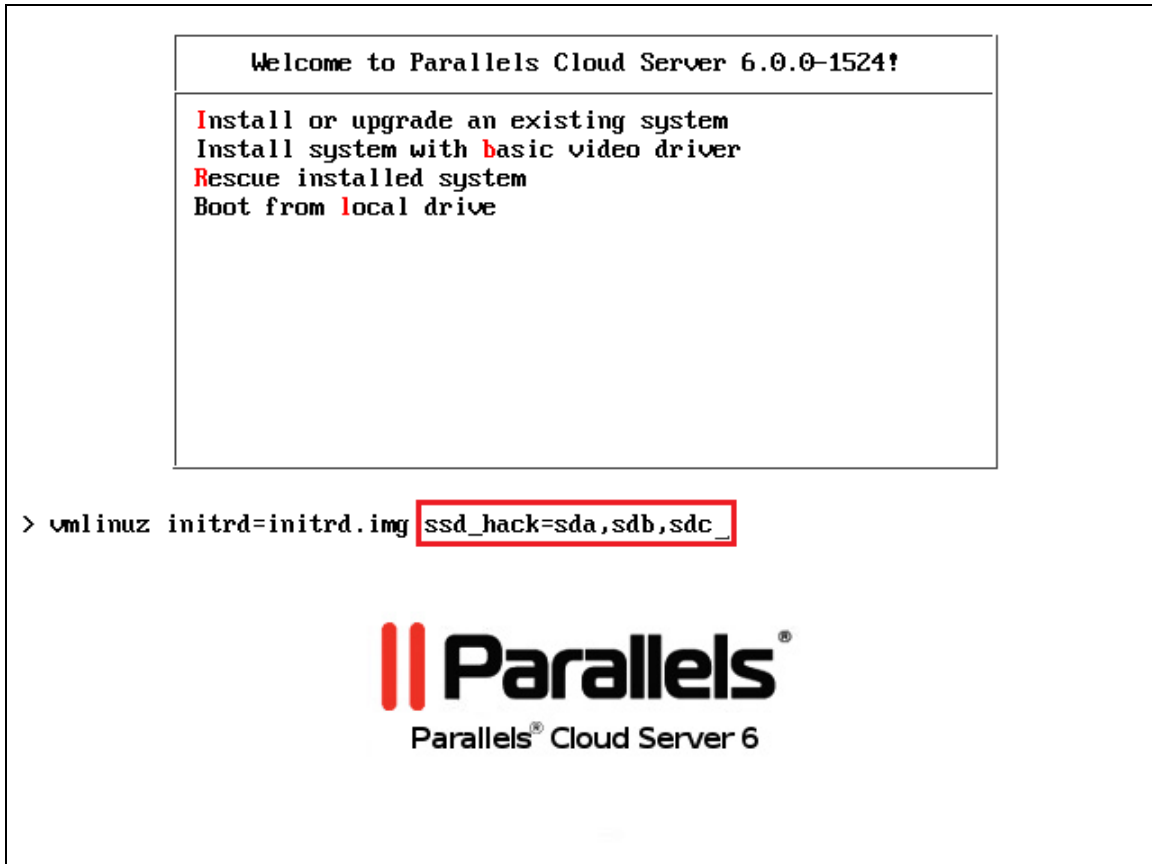 Welcome to Parallels Cloud Server 6.0.0-1524!
Install or upgrade an existing system
Install system with basic video driver
Rescue installed system
Boot from local drive
> vmlinuz initrd=initrd.img ssd_hack=sda,sdb,sdc_
Parallels®
Parallels® Cloud Server 6